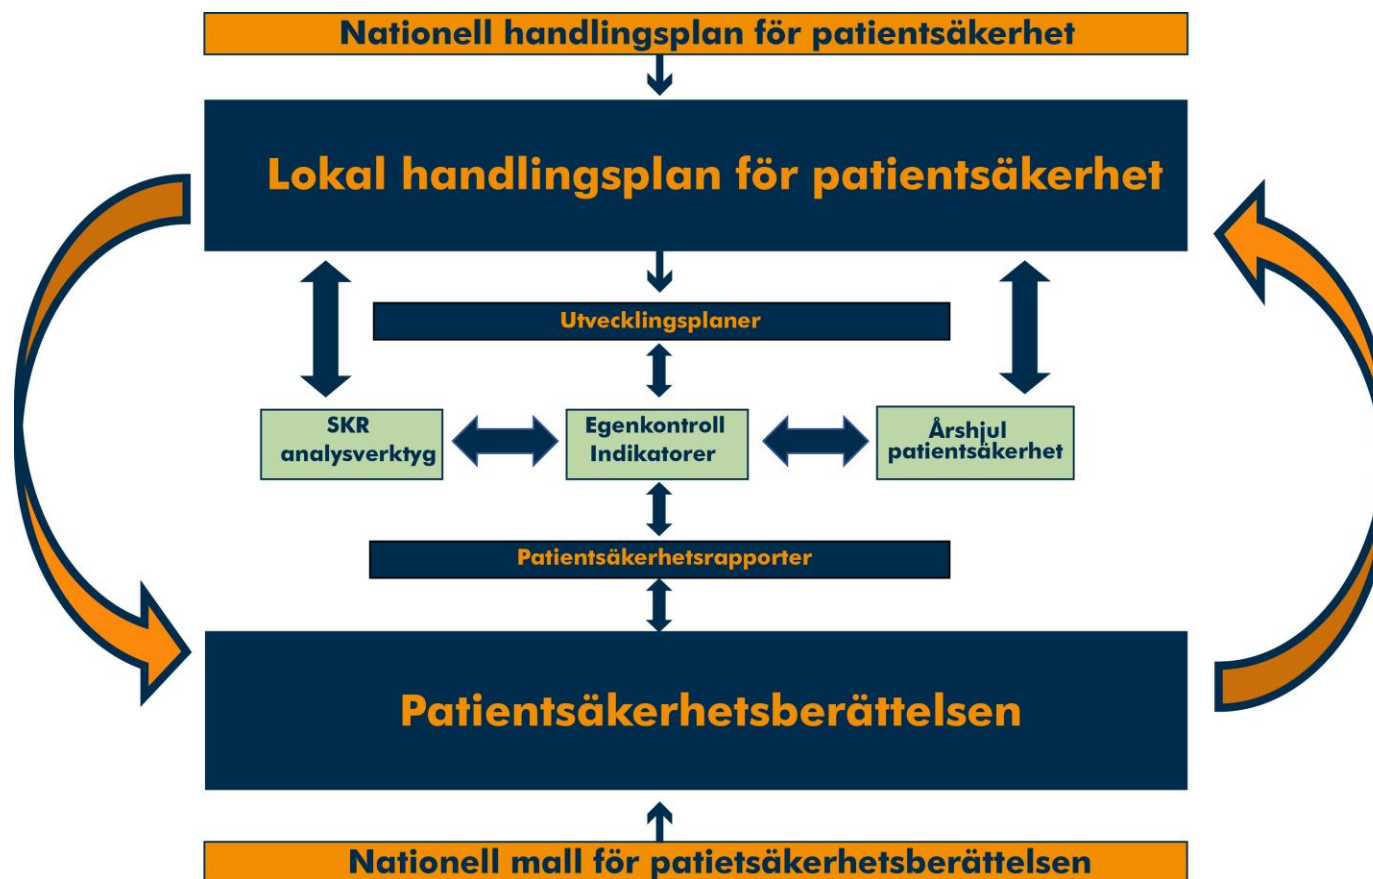 Nationell handlingsplan för patientsäkerhet
Lokal handlingsplan för patientsäkerhet
Utvecklingsplaner
SKR
analysverktyg
Egenkontroll
Indikatorer
Årshjul
patientsäkerhet
Patientsäkerhetsrapporter
Patientsäkerhetsberättelsen
Nationell mall för patietsäkerhetsberättelsen